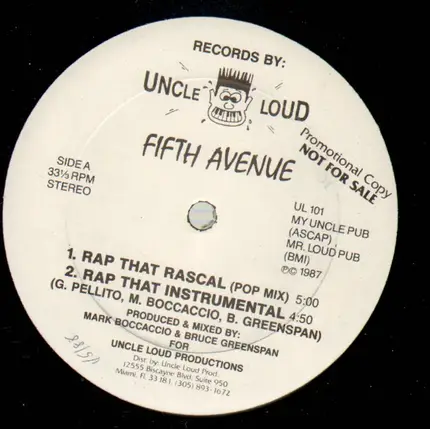 RECORDS BY:
UNCLE LOUD
FIFTH AVENUE
Promotional Copy
NOT FOR SALE
SIDE A
33⅓ RPM
STEREO
UL 101
MY UNCLE PUB
(ASCAP)
MR. LOUD PUB
(BMI)
℗© 1987
1. RAP THAT RASCAL (POP MIX) 5:00
2. RAP THAT INSTRUMENTAL 4:50
(G. PELLITO, M. BOCCACCIO, B. GREENSPAN)
PRODUCED & MIXED BY:
MARK BOCCACCIO & BRUCE GREENSPAN
FOR
UNCLE LOUD PRODUCTIONS
Dist. by: Uncle Loud Prod.
12555 Biscayne Blvd. Suite 950
Miami, Fl. 33181, (305) 893-1672